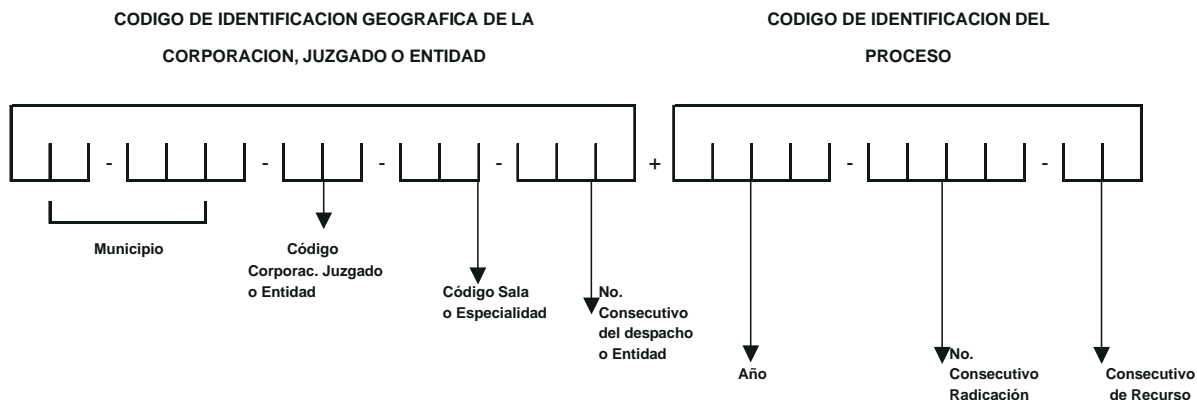 CODIGO DE IDENTIFICACION GEOGRAFICA DE LA
CORPORACION, JUZGADO O ENTIDAD
CODIGO DE IDENTIFICACION DEL
PROCESO
- - - - + - -
Municipio
Código
Corporac. Juzgado
o Entidad
Código Sala
o Especialidad
No.
Consecutivo
del despacho
o Entidad
Año
No.
Consecutivo
Radicación
Consecutivo
de Recurso